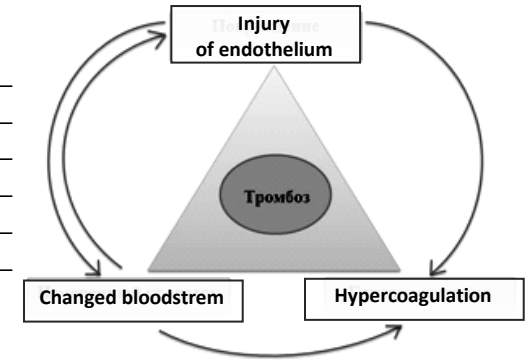 Injury
of endothelium
Тромбоз
Changed bloodstrem
Hypercoagulation